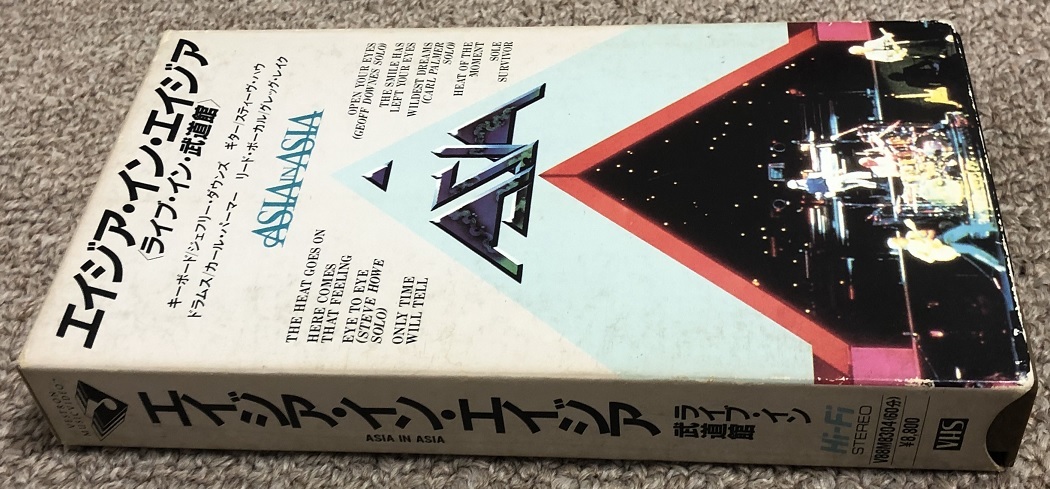 エイジア・イン・エイジア
〈ライブ・イン・武道館〉
キーボード/ジェフリー・ダウンズ ギター/スティーヴ・ハウ
ドラムス/カール・パーマー リード・ボーカル/グレッグ・レイク
ASIA IN ASIA
THE HEAT GOES ON
HERE COMES
THAT FEELING
EYE TO EYE
(STEVE HOWE
SOLO)
ONLY TIME
WILL TELL
OPEN YOUR EYES
(GEOFF DOWNES SOLO)
THE SMILE HAS
LEFT YOUR EYES
WILDEST DREAMS
(CARL PALMER
SOLO)
HEAT OF THE
MOMENT
SOLE
SURVIVOR
ASIA
エイジア・イン・エイジア
ASIA IN ASIA
ライブ・イン
武道館
Hi-Fi
STEREO
V88M8304(60分)
¥8,800
VHS